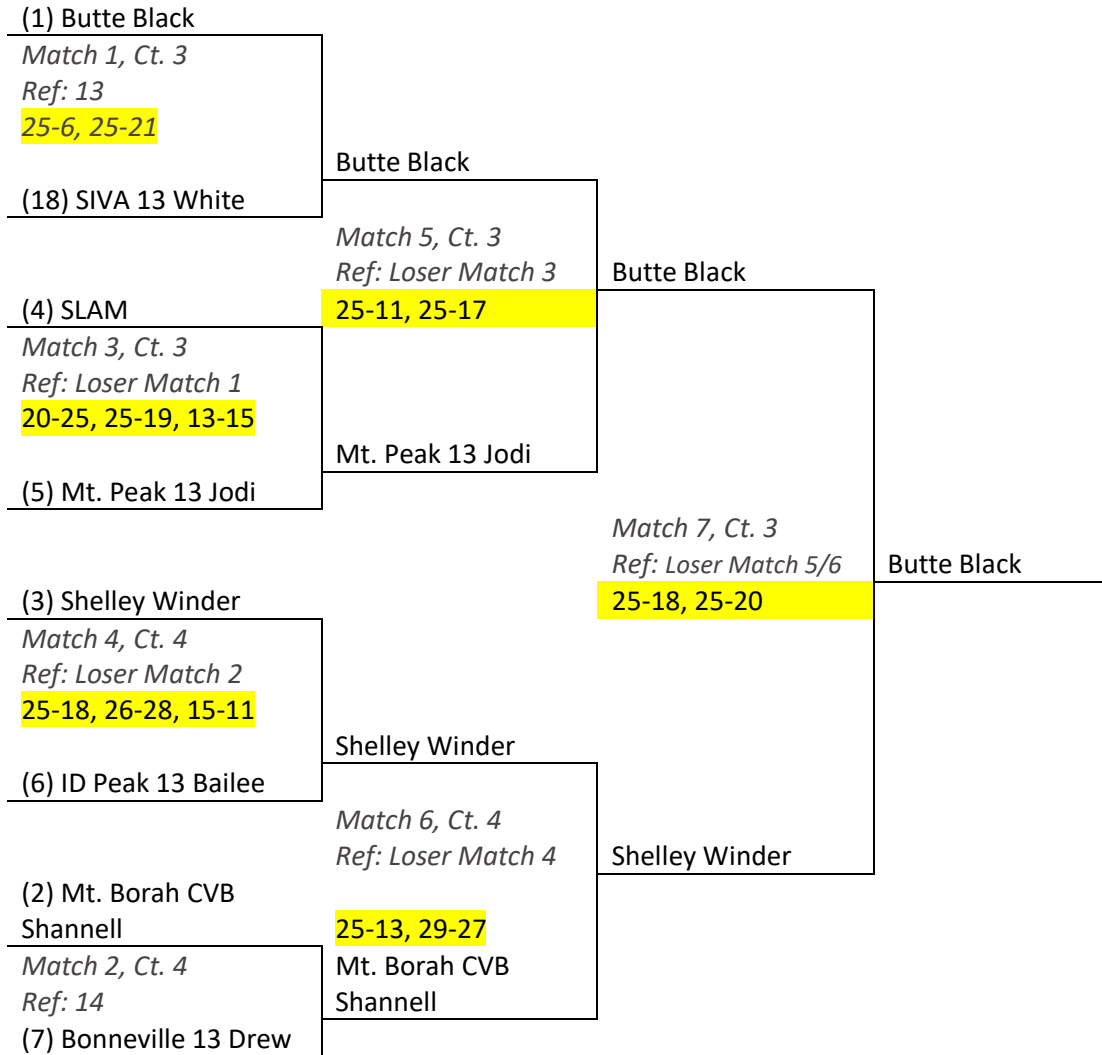 (1) Butte Black
Match 1, Ct. 3
Ref: 13
25-6, 25-21
Butte Black
(18) SIVA 13 White
Match 5, Ct. 3
Ref: Loser Match 3
Butte Black
(4) SLAM
25-11, 25-17
Match 3, Ct. 3
Ref: Loser Match 1
20-25, 25-19, 13-15
Mt. Peak 13 Jodi
(5) Mt. Peak 13 Jodi
Match 7, Ct. 3
Ref: Loser Match 5/6
Butte Black
(3) Shelley Winder
25-18, 25-20
Match 4, Ct. 4
Ref: Loser Match 2
25-18, 26-28, 15-11
Shelley Winder
(6) ID Peak 13 Bailee
Match 6, Ct. 4
Ref: Loser Match 4
Shelley Winder
(2) Mt. Borah CVB
Shannell
25-13, 29-27
Match 2, Ct. 4
Ref: 14
Mt. Borah CVB
Shannell
(7) Bonneville 13 Drew